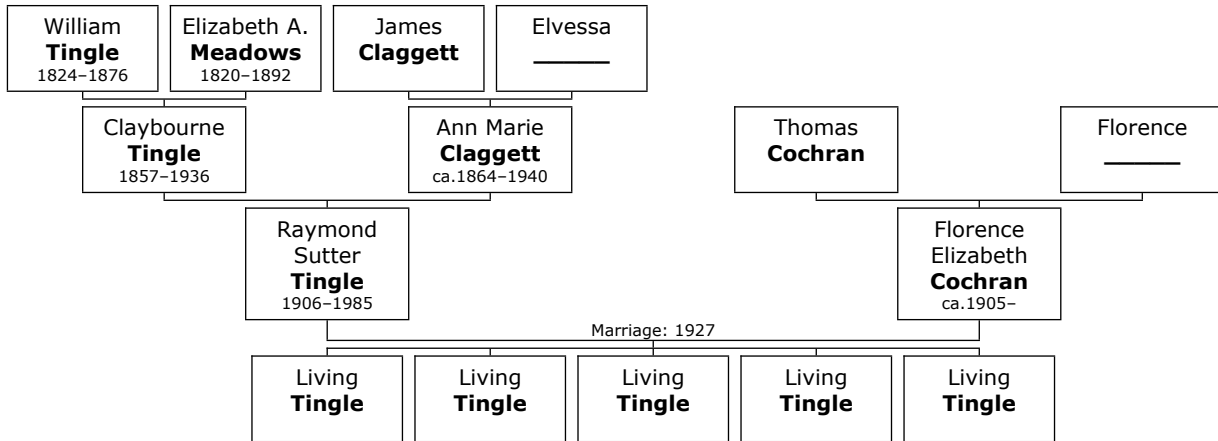 William
Tingle
1824–1876
Elizabeth A.
Meadows
1820–1892
James
Claggett
Elvessa
______
Claybourne
Tingle
1857–1936
Ann Marie
Claggett
ca.1864–1940
Thomas
Cochran
Florence
______
Raymond
Sutter
Tingle
1906–1985
Florence
Elizabeth
Cochran
ca.1905–
Marriage: 1927
Living
Tingle
Living
Tingle
Living
Tingle
Living
Tingle
Living
Tingle